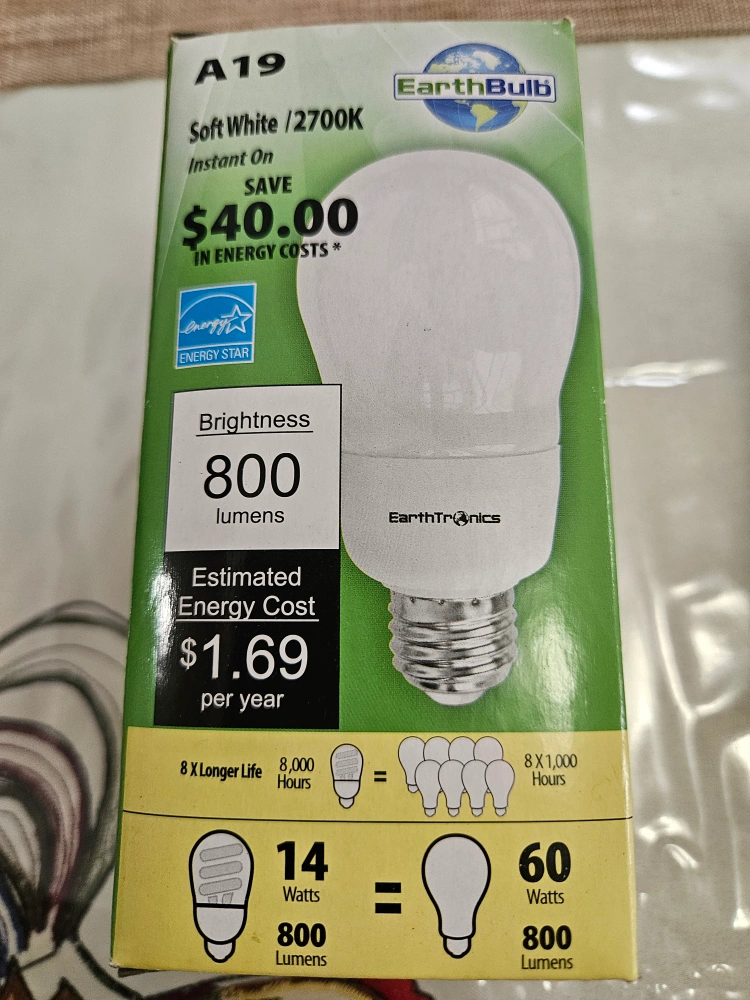 A19
EarthBulb
Soft White / 2700K
Instant On
SAVE
$40.00
IN ENERGY COSTS *
energy
ENERGY STAR
Brightness
800
lumens
EarthTronics
Estimated
Energy Cost
$1.69
per year
8 X Longer Life
8,000
Hours
=
8 X 1,000
Hours
14
Watts
800
Lumens
=
60
Watts
800
Lumens